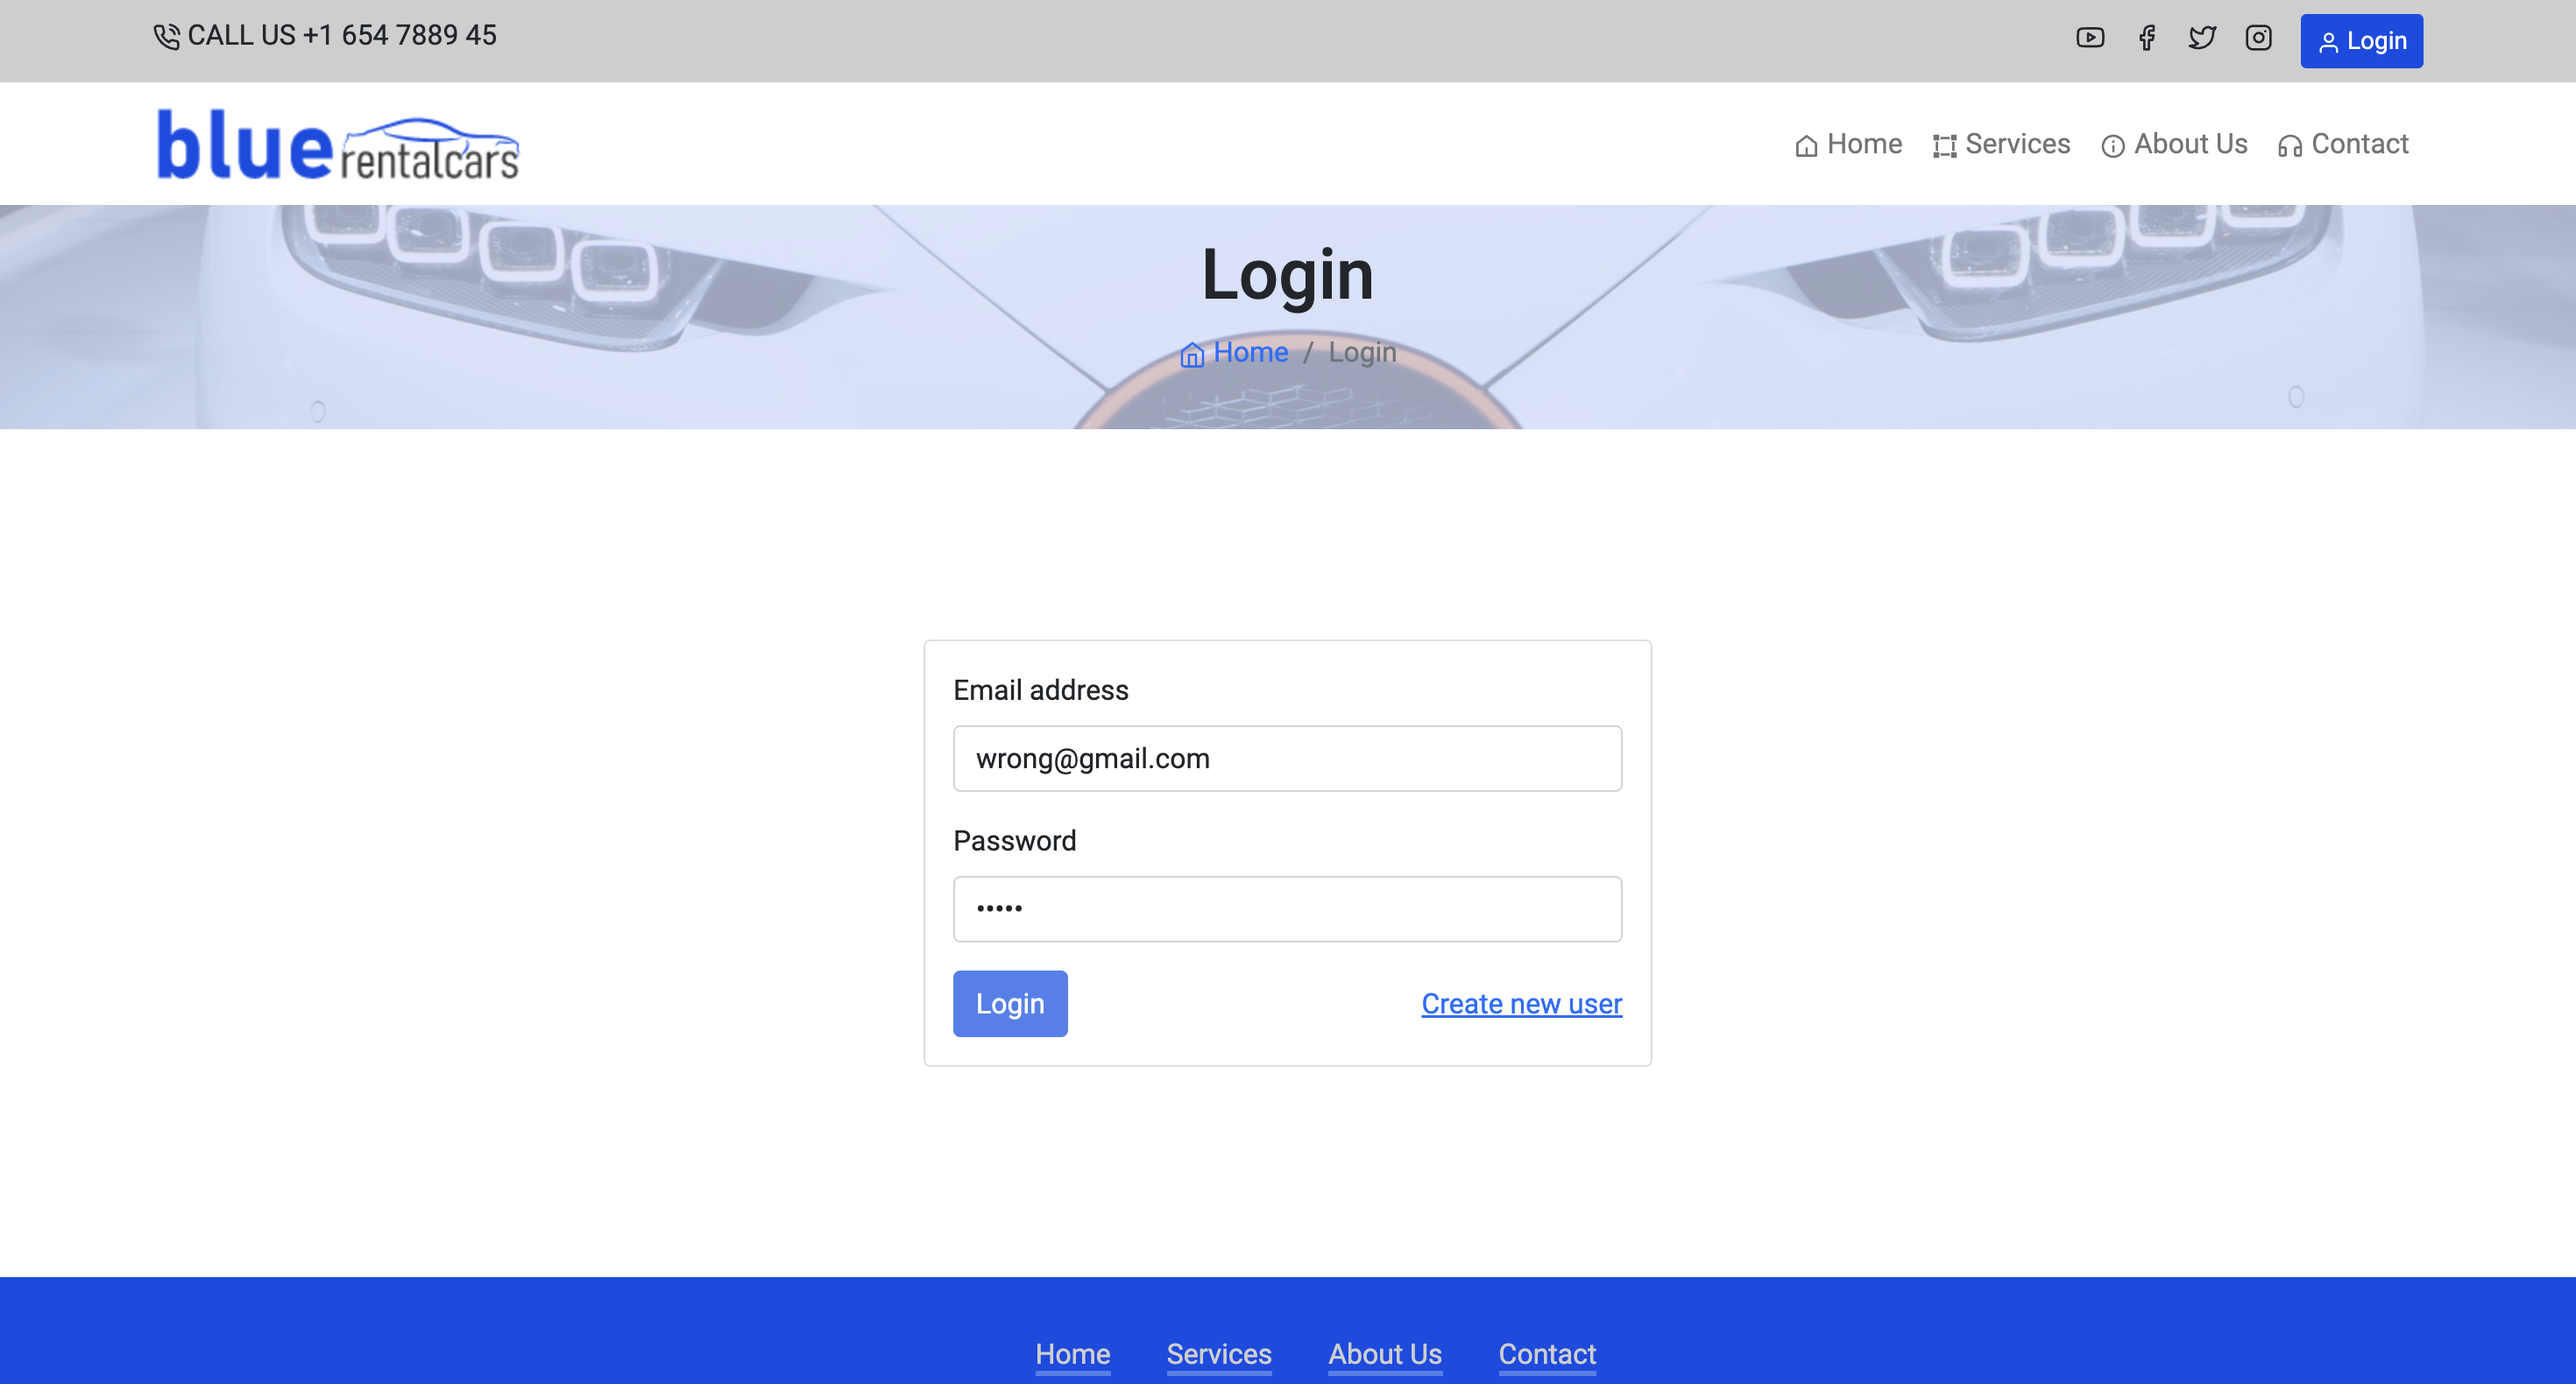 CALL US +1 654 7889 45
Login
blue rentalcars
Home Services About Us Contact
Login
Home / Login
Email address
wrong@gmail.com
Password
•••••
Login Create new user
Home Services About Us Contact